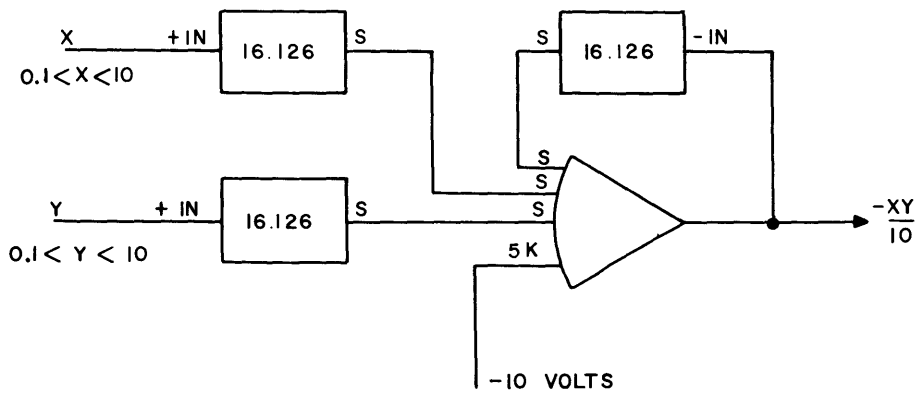 X +IN 16.126 S
0.1 < X < 10
S 16.126 -IN
S
S
Y + IN 16.126 S S
0.1 < Y < 10
5K
-XY
10
-10 VOLTS